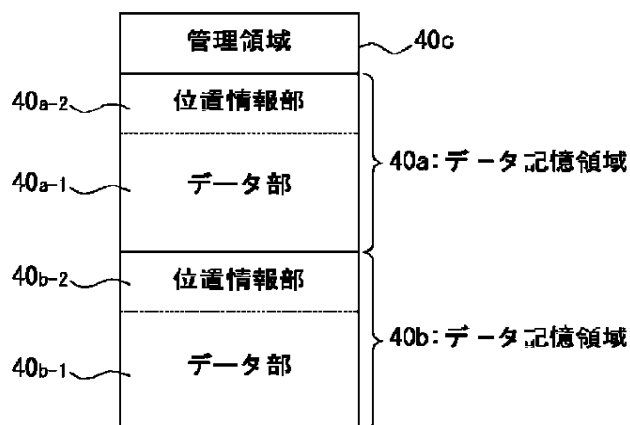 管理領域 40c
40a-2 位置情報部
40a-1 データ部 40a:データ記憶領域
40b-2 位置情報部
40b-1 データ部 40b:データ記憶領域